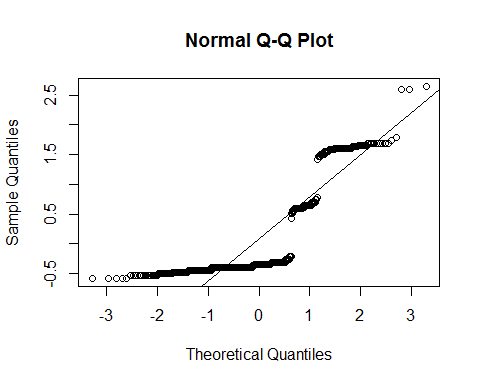 Normal Q-Q Plot
Sample Quantiles
2.5
1.5
0.5
-0.5
-3 -2 -1 0 1 2 3
Theoretical Quantiles